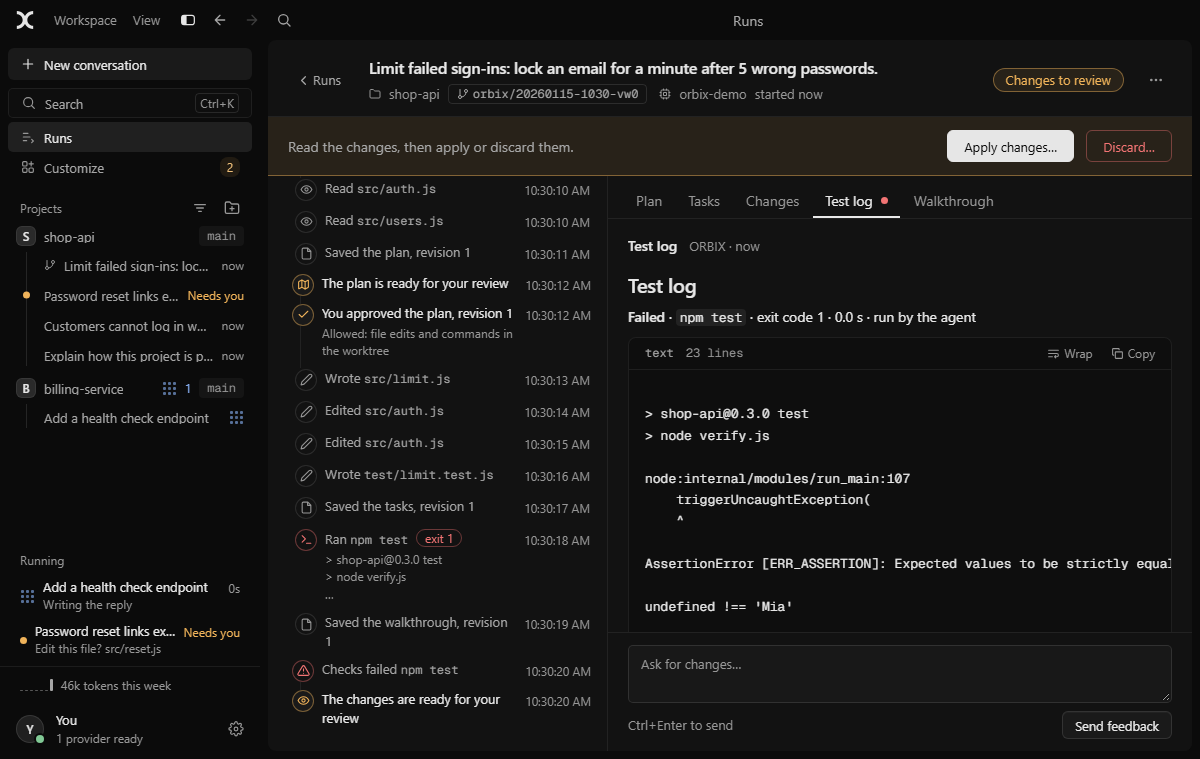 Workspace View
Runs
New conversation
Search Ctrl+K
Runs
Customize 2
Projects
S shop-api main
Limit failed sign-ins: loc... now
Password reset links e... Needs you
Customers cannot log in w... now
Explain how this project is p... now
B billing-service 1 main
Add a health check endpoint
Running
Add a health check endpoint 0s
Writing the reply
Password reset links ex... Needs you
Edit this file? src/reset.js
46k tokens this week
Y You
1 provider ready
Runs
Limit failed sign-ins: lock an email for a minute after 5 wrong passwords.
shop-api orbix/20260115-1030-vw0 orbix-demo started now
Changes to review
Read the changes, then apply or discard them.
Apply changes...
Discard...
Read src/auth.js 10:30:10 AM
Read src/users.js 10:30:10 AM
Saved the plan, revision 1 10:30:11 AM
The plan is ready for your review 10:30:12 AM
You approved the plan, revision 1 10:30:12 AM
Allowed: file edits and commands in
the worktree
Wrote src/limit.js 10:30:13 AM
Edited src/auth.js 10:30:14 AM
Edited src/auth.js 10:30:15 AM
Wrote test/limit.test.js 10:30:16 AM
Saved the tasks, revision 1 10:30:17 AM
Ran npm test exit 1 10:30:18 AM
> shop-api@0.3.0 test
> node verify.js
...
Saved the walkthrough, revision 10:30:19 AM
1
Checks failed npm test 10:30:20 AM
The changes are ready for your 10:30:20 AM
review
Plan Tasks Changes Test log Walkthrough
Test log ORBIX · now
Test log
Failed · npm test · exit code 1 · 0.0 s · run by the agent
text 23 lines Wrap Copy
> shop-api@0.3.0 test
> node verify.js
node:internal/modules/run_main:107
triggerUncaughtException(
^
AssertionError [ERR_ASSERTION]: Expected values to be strictly equal
undefined !== 'Mia'
Ask for changes...
Ctrl+Enter to send
Send feedback